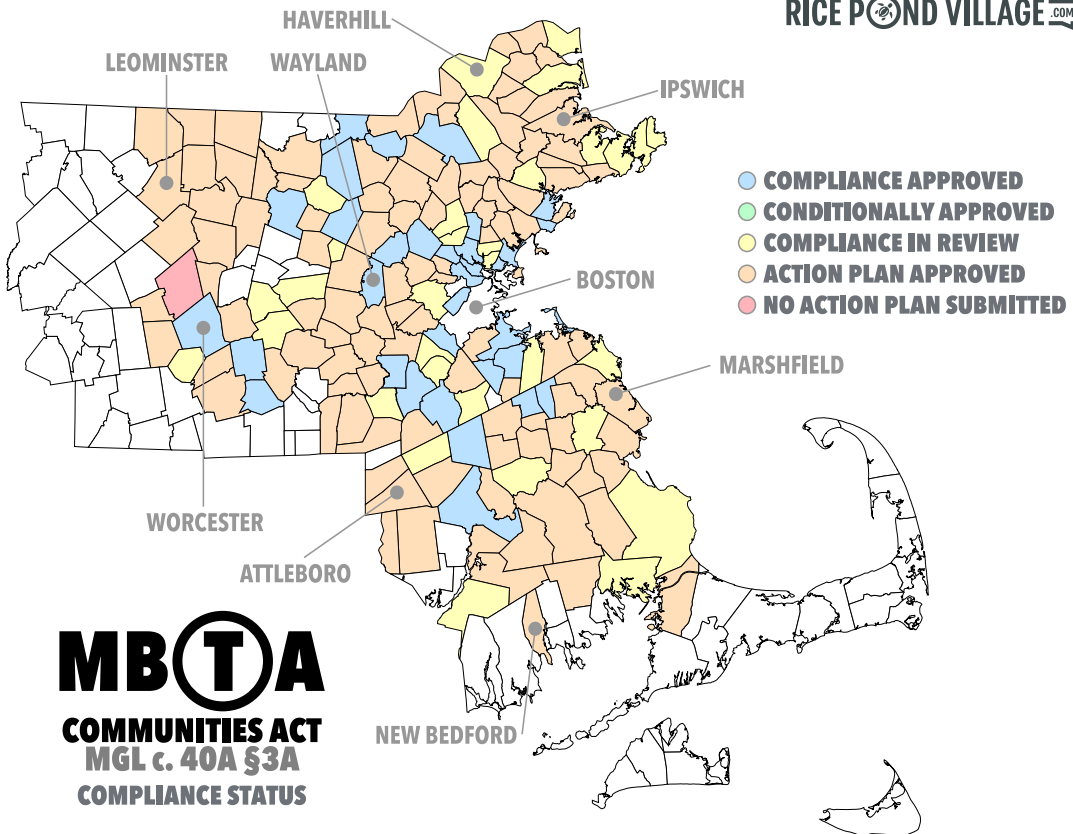 RICE POND VILLAGE .COM
HAVERHILL
LEOMINSTER
WAYLAND
IPSWICH
COMPLIANCE APPROVED
CONDITIONALLY APPROVED
COMPLIANCE IN REVIEW
ACTION PLAN APPROVED
NO ACTION PLAN SUBMITTED
BOSTON
MARSHFIELD
WORCESTER
ATTLEBORO
NEW BEDFORD
MBTA
COMMUNITIES ACT
MGL c. 40A §3A
COMPLIANCE STATUS